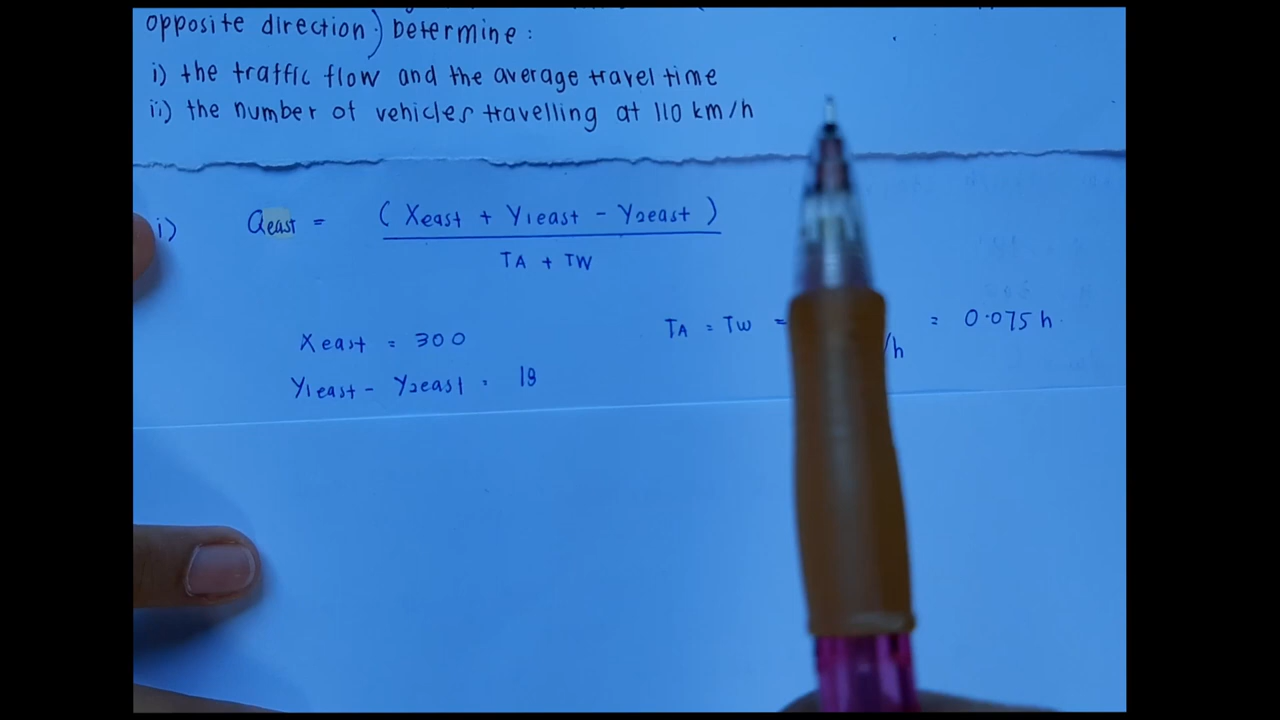 opposite direction) Determine :
i) the traffic flow and the average travel time
ii) the number of vehicles travelling at 110 km/h
i) Qeast = ( Xeast + Y1east - Y2east )
TA + TW
Xeast = 300
TA = TW = /h = 0.075 h
Y1east - Y2east = 18